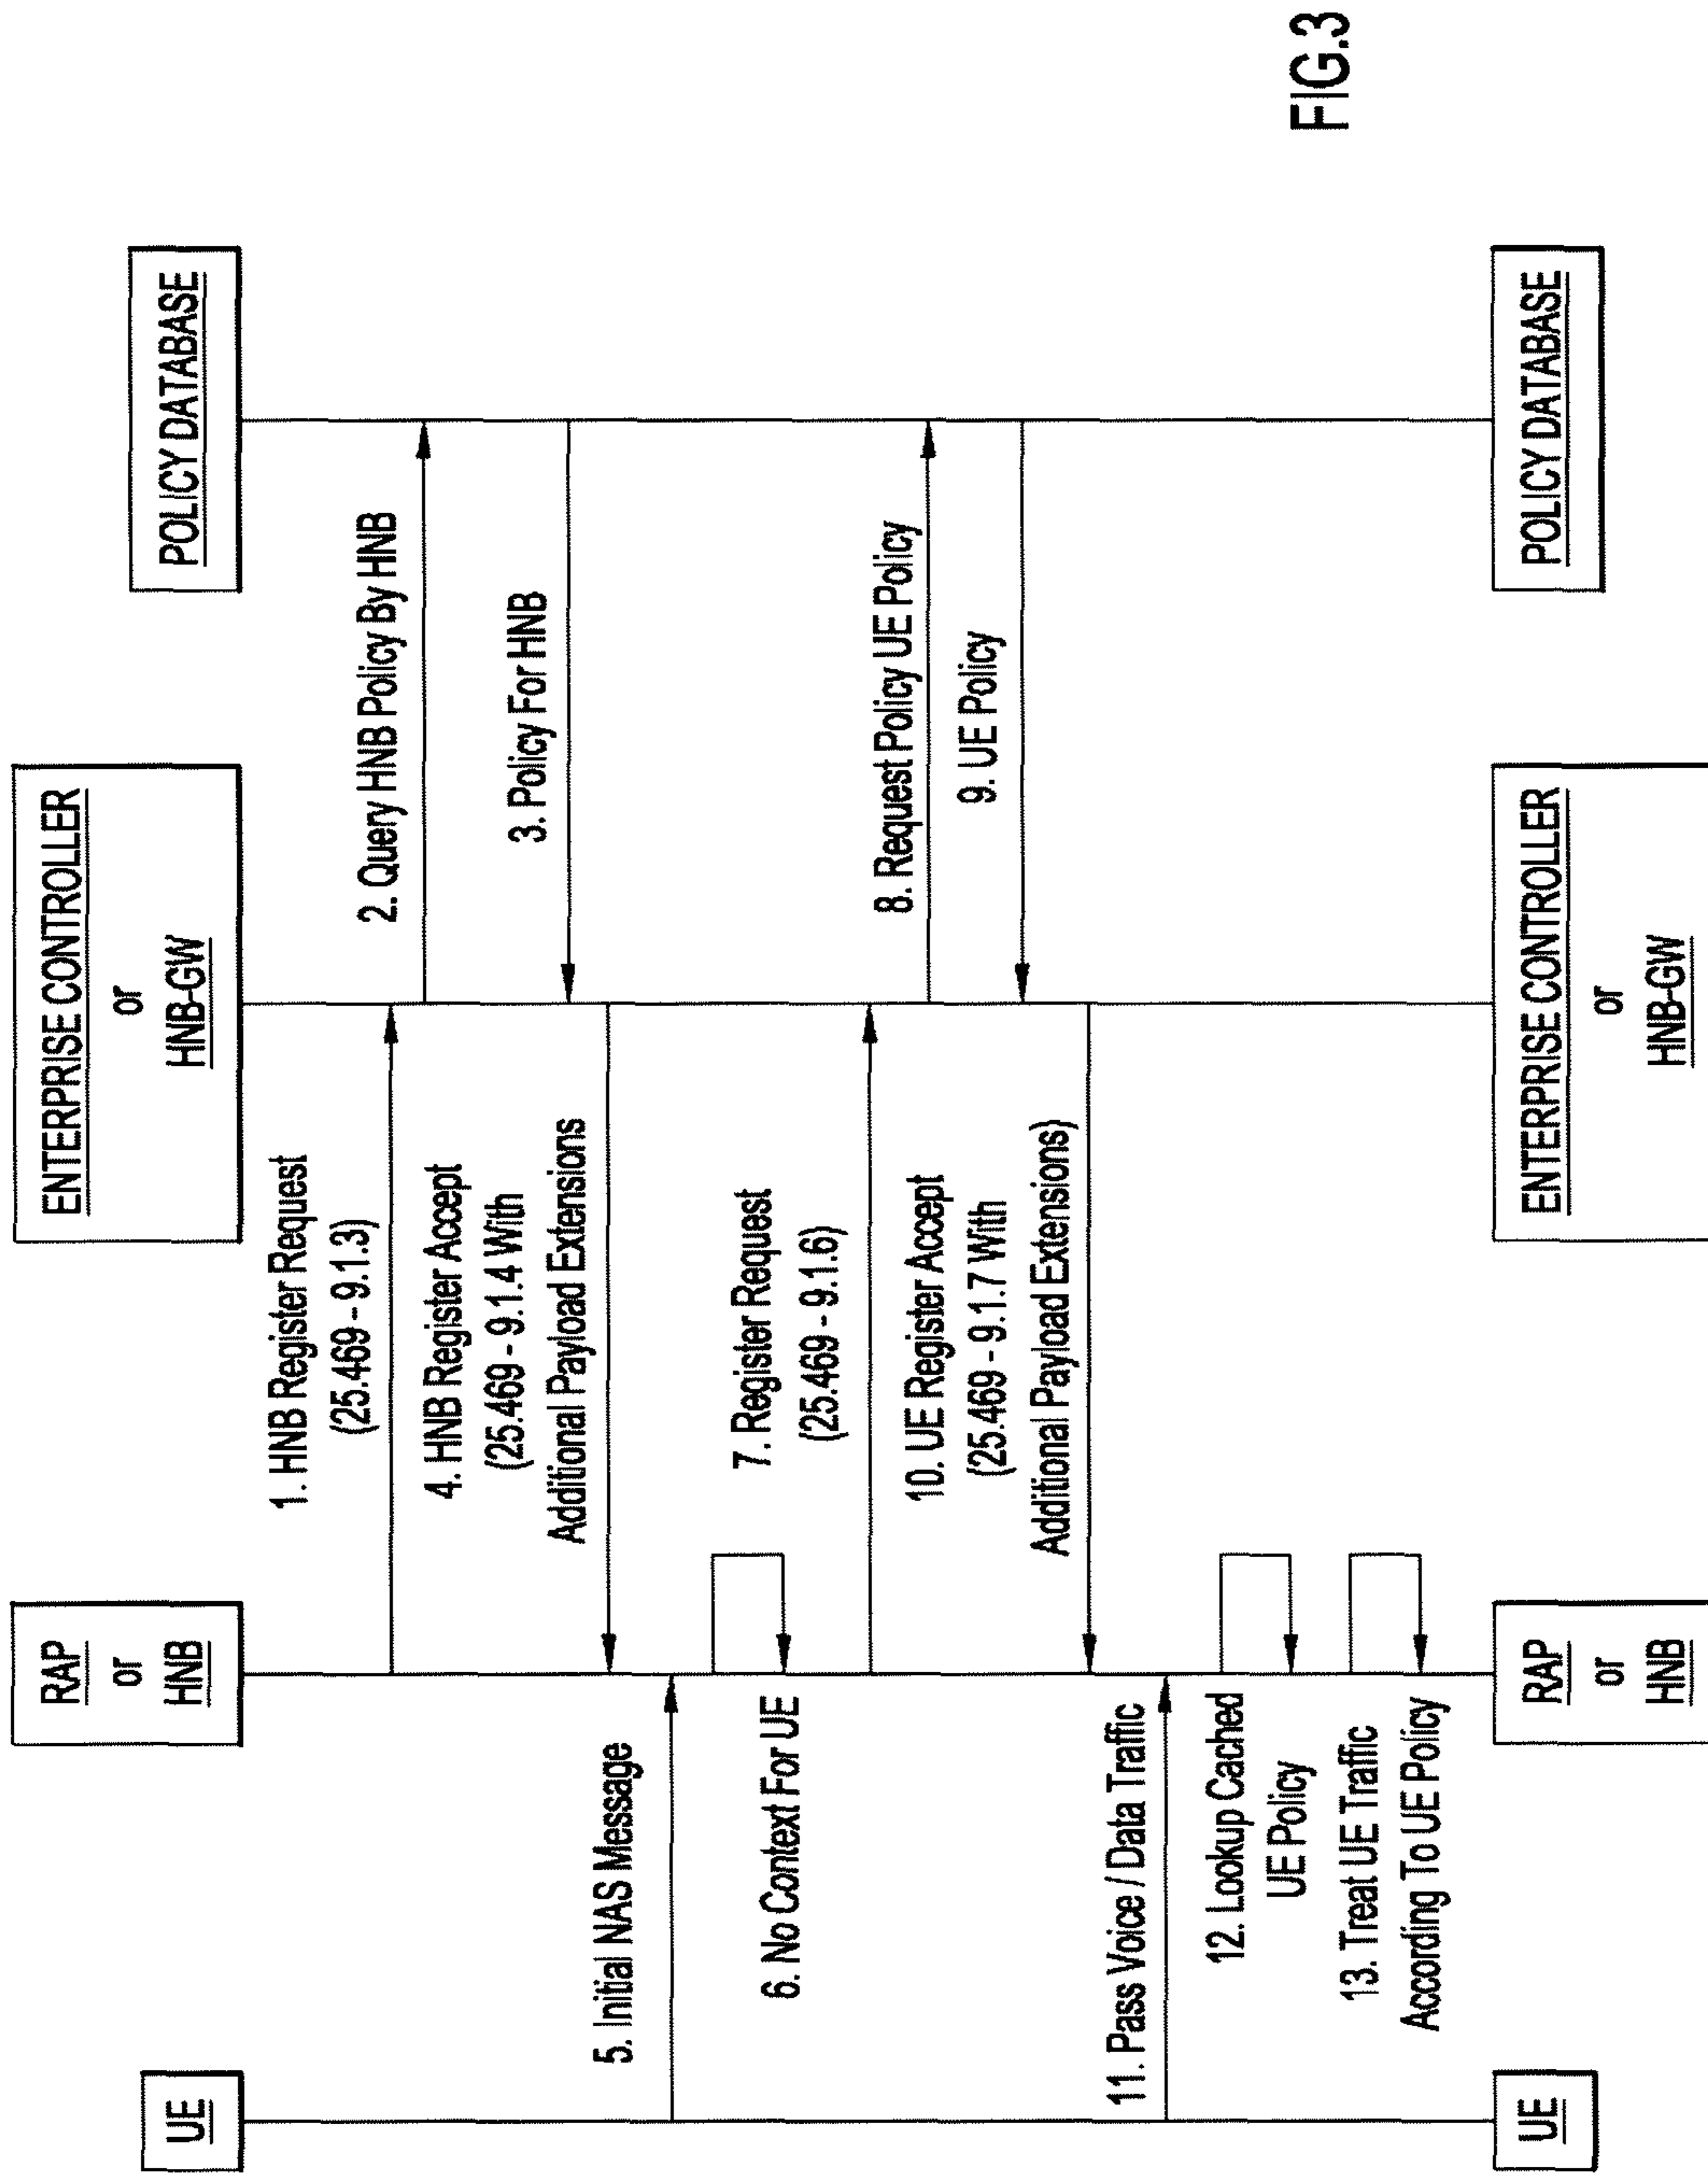 UE
RAP
or
HNB
ENTERPRISE CONTROLLER
or
HNB-GW
POLICY DATABASE
1. HNB Register Request
(25.469 - 9.1.3)
2. Query HNB Policy By HNB
3. Policy For HNB
4. HNB Register Accept
(25.469 - 9.1.4 With
Additional Payload Extensions
5. Initial NAS Message
6. No Context For UE
7. Register Request
(25.469 - 9.1.6)
8. Request Policy UE Policy
9. UE Policy
10. UE Register Accept
(25.469 - 9.1.7 With
Additional Payload Extensions)
11. Pass Voice / Data Traffic
12. Lookup Cached
UE Policy
13. Treat UE Traffic
According To UE Policy
UE
RAP
or
HNB
ENTERPRISE CONTROLLER
or
HNB-GW
POLICY DATABASE
FIG.3